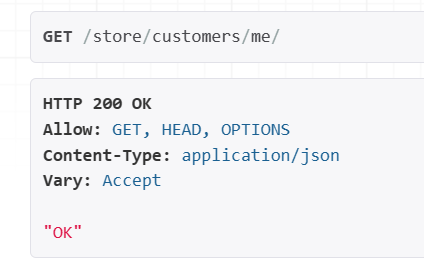 GET /store/customers/me/
HTTP 200 OK
Allow: GET, HEAD, OPTIONS
Content-Type: application/json
Vary: Accept
"OK"